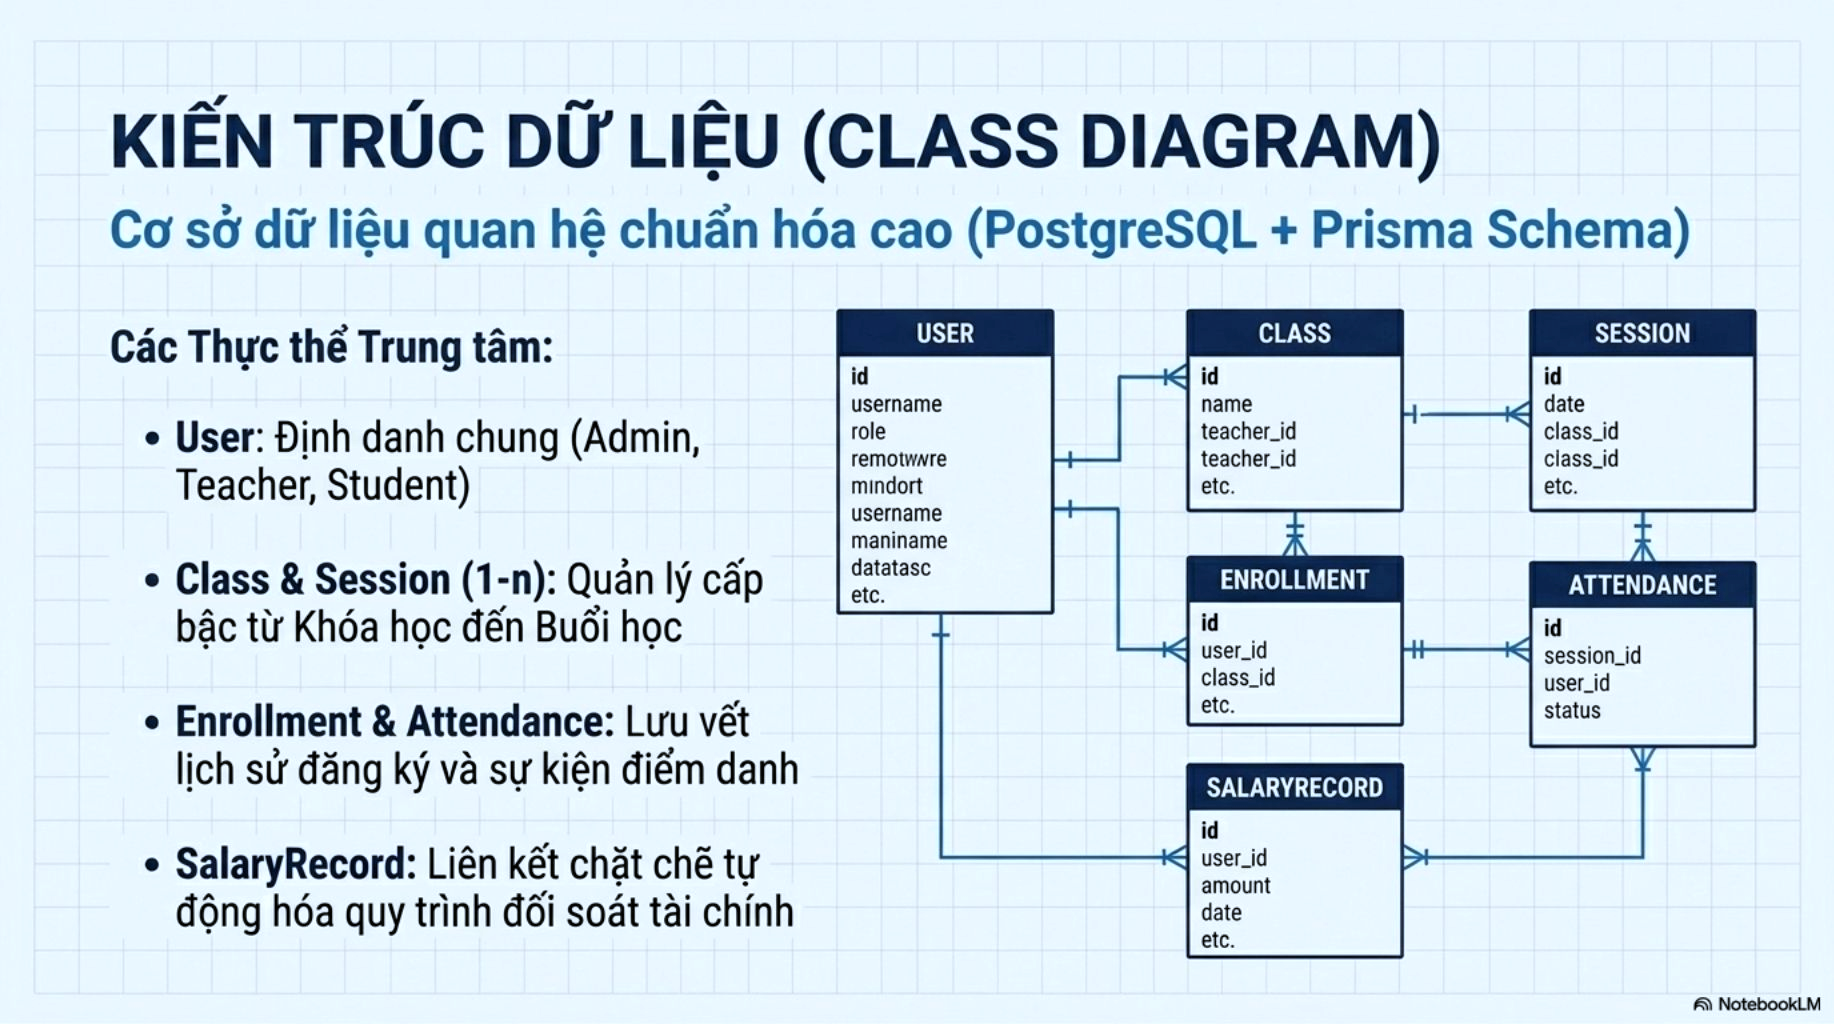 KIẾN TRÚC DỮ LIỆU (CLASS DIAGRAM)
Cơ sở dữ liệu quan hệ chuẩn hóa cao (PostgreSQL + Prisma Schema)
Các Thực thể Trung tâm:
• User: Định danh chung (Admin,
Teacher, Student)
• Class & Session (1-n): Quản lý cấp
bậc từ Khóa học đến Buổi học
• Enrollment & Attendance: Lưu vết
lịch sử đăng ký và sự kiện điểm danh
• SalaryRecord: Liên kết chặt chẽ tự
động hóa quy trình đối soát tài chính
USER
id
username
role
remotwwre
mındort
username
maniname
datatasc
etc.
CLASS
id
name
teacher_id
teacher_id
etc.
SESSION
id
date
class_id
class_id
etc.
ENROLLMENT
id
user_id
class_id
etc.
ATTENDANCE
id
session_id
user_id
status
SALARYRECORD
id
user_id
amount
date
etc.
NotebookLM